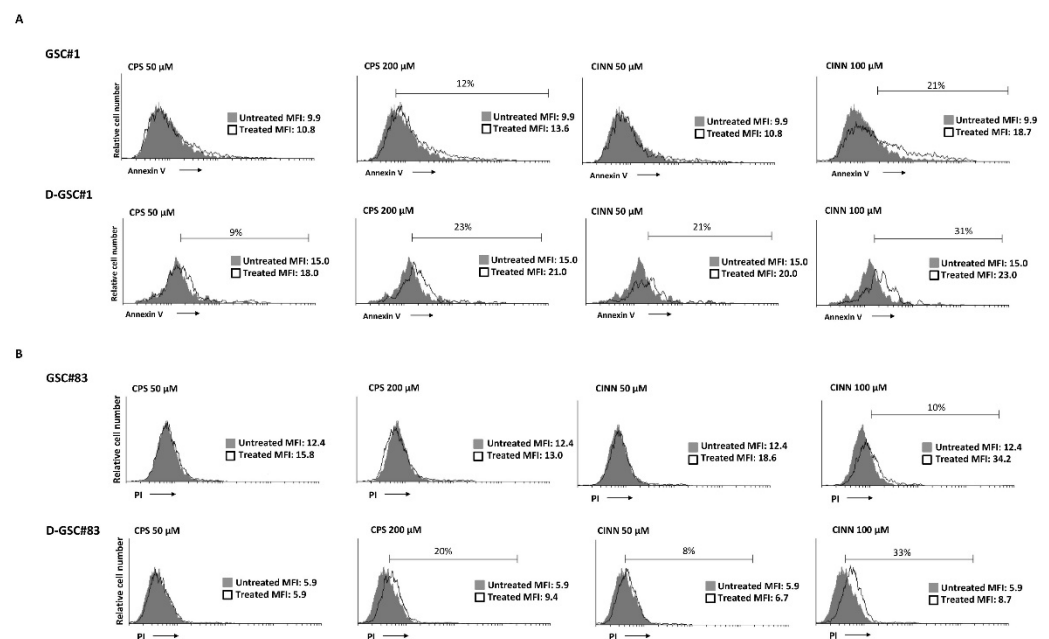 A
GSC#1
CPS 50 µM
CPS 200 µM
CINN 50 µM
CINN 100 µM
12%
21%
Relative cell number
Untreated MFI: 9.9
Treated MFI: 10.8
Untreated MFI: 9.9
Treated MFI: 13.6
Untreated MFI: 9.9
Treated MFI: 10.8
Untreated MFI: 9.9
Treated MFI: 18.7
Annexin V
Annexin V
Annexin V
Annexin V
D-GSC#1
CPS 50 µM
CPS 200 µM
CINN 50 µM
CINN 100 µM
9%
23%
21%
31%
Relative cell number
Untreated MFI: 15.0
Treated MFI: 18.0
Untreated MFI: 15.0
Treated MFI: 21.0
Untreated MFI: 15.0
Treated MFI: 20.0
Untreated MFI: 15.0
Treated MFI: 23.0
Annexin V
Annexin V
Annexin V
Annexin V
B
GSC#83
CPS 50 µM
CPS 200 µM
CINN 50 µM
CINN 100 µM
10%
Relative cell number
Untreated MFI: 12.4
Treated MFI: 15.8
Untreated MFI: 12.4
Treated MFI: 13.0
Untreated MFI: 12.4
Treated MFI: 18.6
Untreated MFI: 12.4
Treated MFI: 34.2
PI
PI
PI
PI
D-GSC#83
CPS 50 µM
CPS 200 µM
CINN 50 µM
CINN 100 µM
20%
8%
33%
Relative cell number
Untreated MFI: 5.9
Treated MFI: 5.9
Untreated MFI: 5.9
Treated MFI: 9.4
Untreated MFI: 5.9
Treated MFI: 6.7
Untreated MFI: 5.9
Treated MFI: 8.7
PI
PI
PI
PI